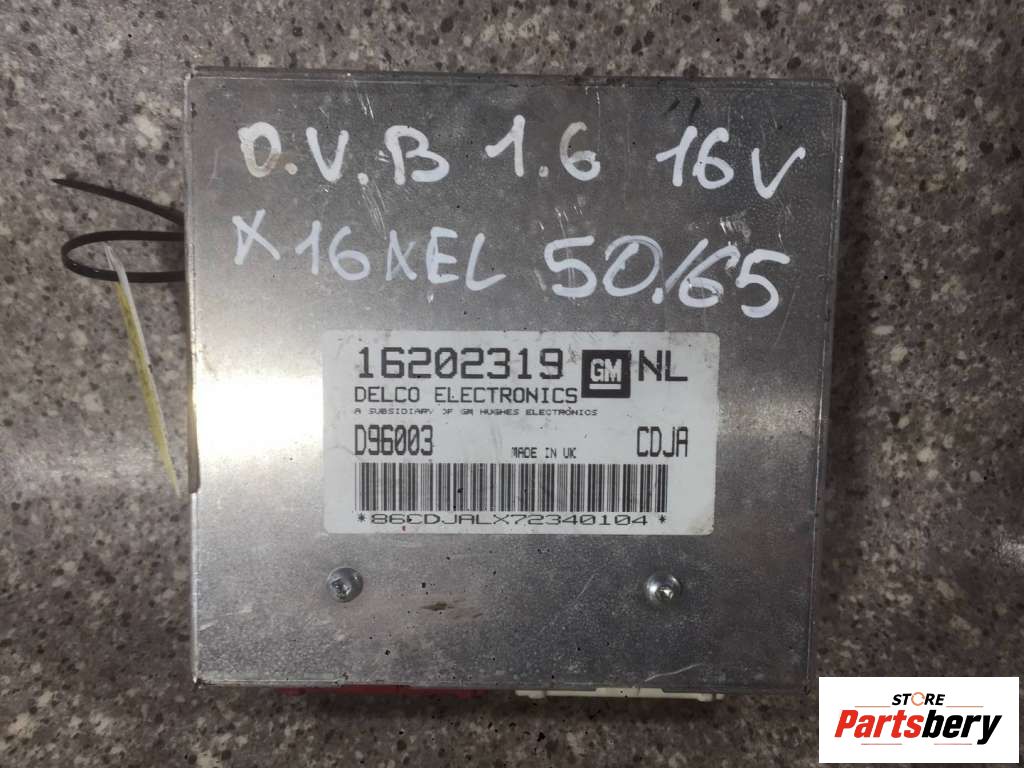 O.V.B 1.6 16V
X16XEL 50/65
16202319 GM NL
DELCO ELECTRONICS
A SUBSIDIARY OF GM HUGHES ELECTRONICS
D96003 MADE IN UK CDJA
*86CDJALX72340104*
STORE
Partsbery